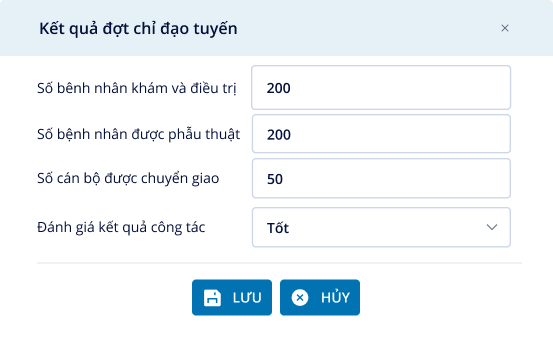 Kết quả đợt chỉ đạo tuyến
Số bênh nhân khám và điều trị 200
Số bệnh nhân được phẫu thuật 200
Số cán bộ được chuyển giao 50
Đánh giá kết quả công tác Tốt
LƯU HỦY